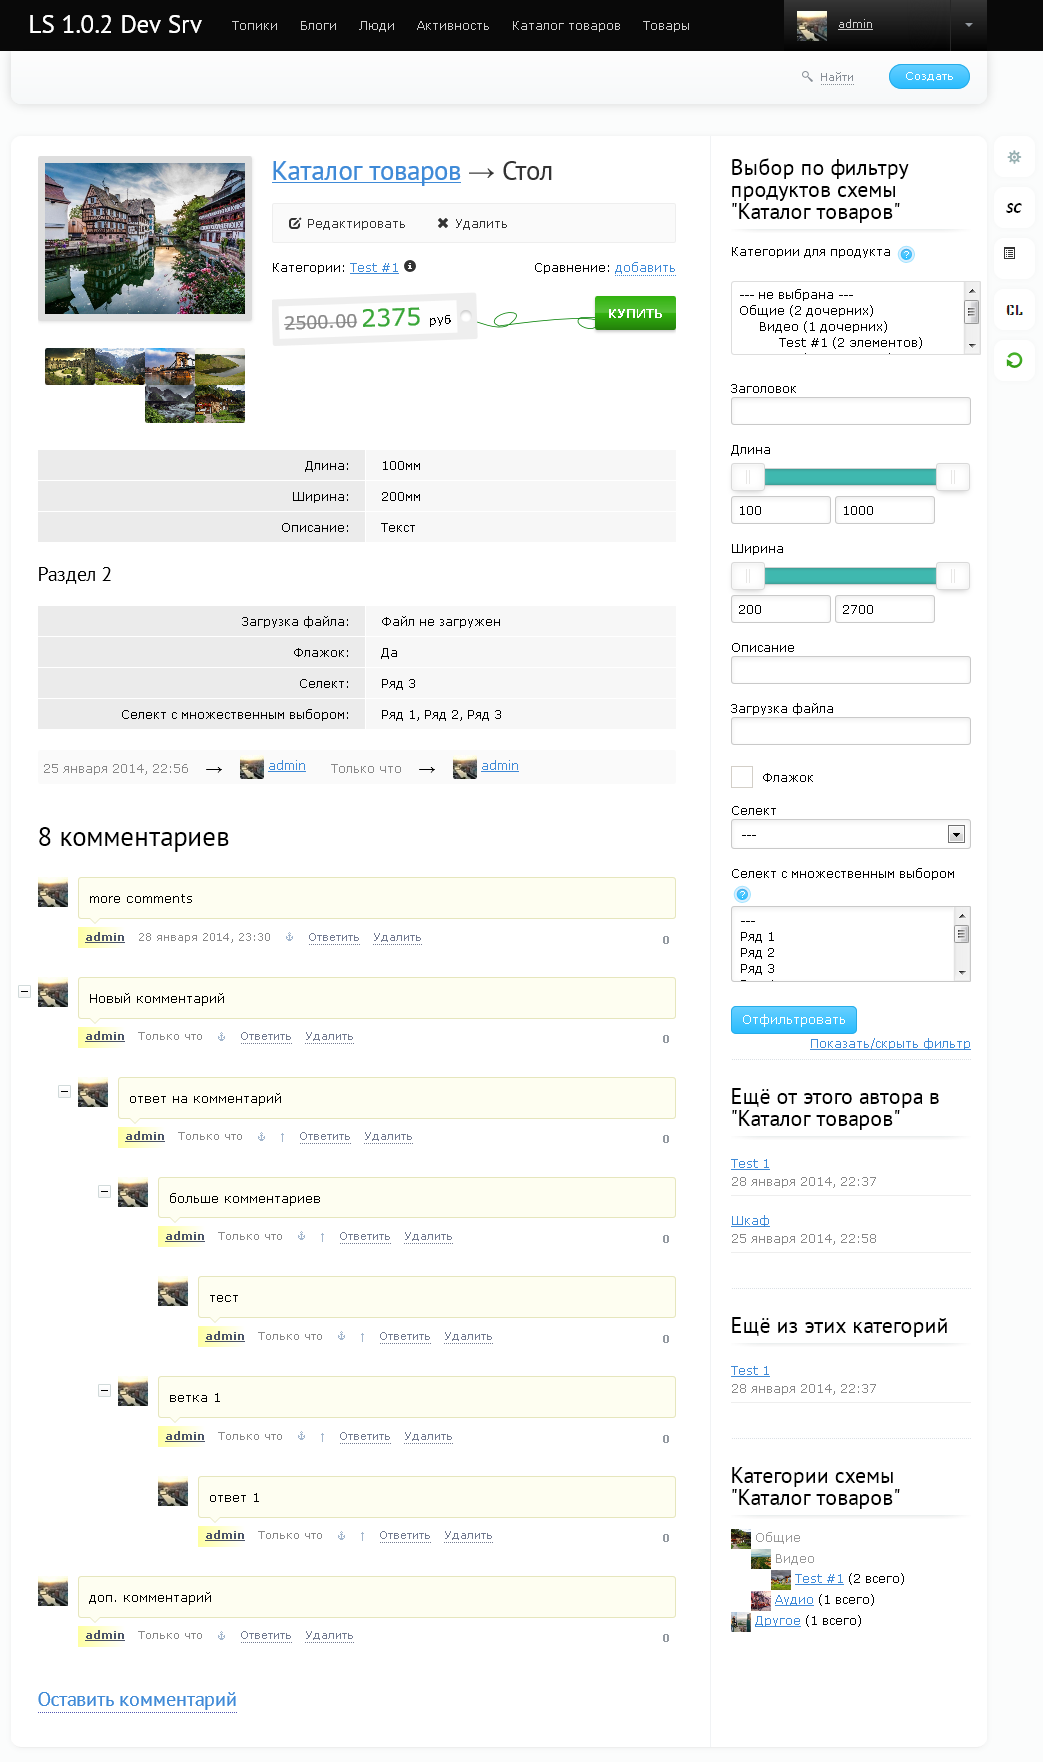 LS 1.0.2 Dev Srv Топики Блоги Люди Активность Каталог товаров Товары admin
Найти Создать
Каталог товаров → Стол
Редактировать Удалить
Категории: Test #1 Сравнение: добавить
2500.00 2375 руб КУПИТЬ
Длина: 100мм
Ширина: 200мм
Описание: Текст
Раздел 2
Загрузка файла: Файл не загружен
Флажок: Да
Селект: Ряд 3
Селект с множественным выбором: Ряд 1, Ряд 2, Ряд 3
25 января 2014, 22:56 → admin Только что → admin
8 комментариев
more comments
admin 28 января 2014, 23:30 Ответить Удалить 0
Новый комментарий
admin Только что Ответить Удалить 0
ответ на комментарий
admin Только что ↑ Ответить Удалить 0
больше комментариев
admin Только что ↑ Ответить Удалить 0
тест
admin Только что ↑ Ответить Удалить 0
ветка 1
admin Только что ↑ Ответить Удалить 0
ответ 1
admin Только что ↑ Ответить Удалить 0
доп. комментарий
admin Только что Ответить Удалить 0
Оставить комментарий
Выбор по фильтру
продуктов схемы
"Каталог товаров"
Категории для продукта ?
--- не выбрана ---
Общие (2 дочерних)
Видео (1 дочерних)
Test #1 (2 элементов)
Заголовок
Длина
100 1000
Ширина
200 2700
Описание
Загрузка файла
Флажок
Селект
---
Селект с множественным выбором
?
---
Ряд 1
Ряд 2
Ряд 3
Отфильтровать
Показать/скрыть фильтр
Ещё от этого автора в
"Каталог товаров"
Test 1
28 января 2014, 22:37
Шкаф
25 января 2014, 22:58
Ещё из этих категорий
Test 1
28 января 2014, 22:37
Категории схемы
"Каталог товаров"
Общие
Видео
Test #1 (2 всего)
Аудио (1 всего)
Другое (1 всего)
SC
CL